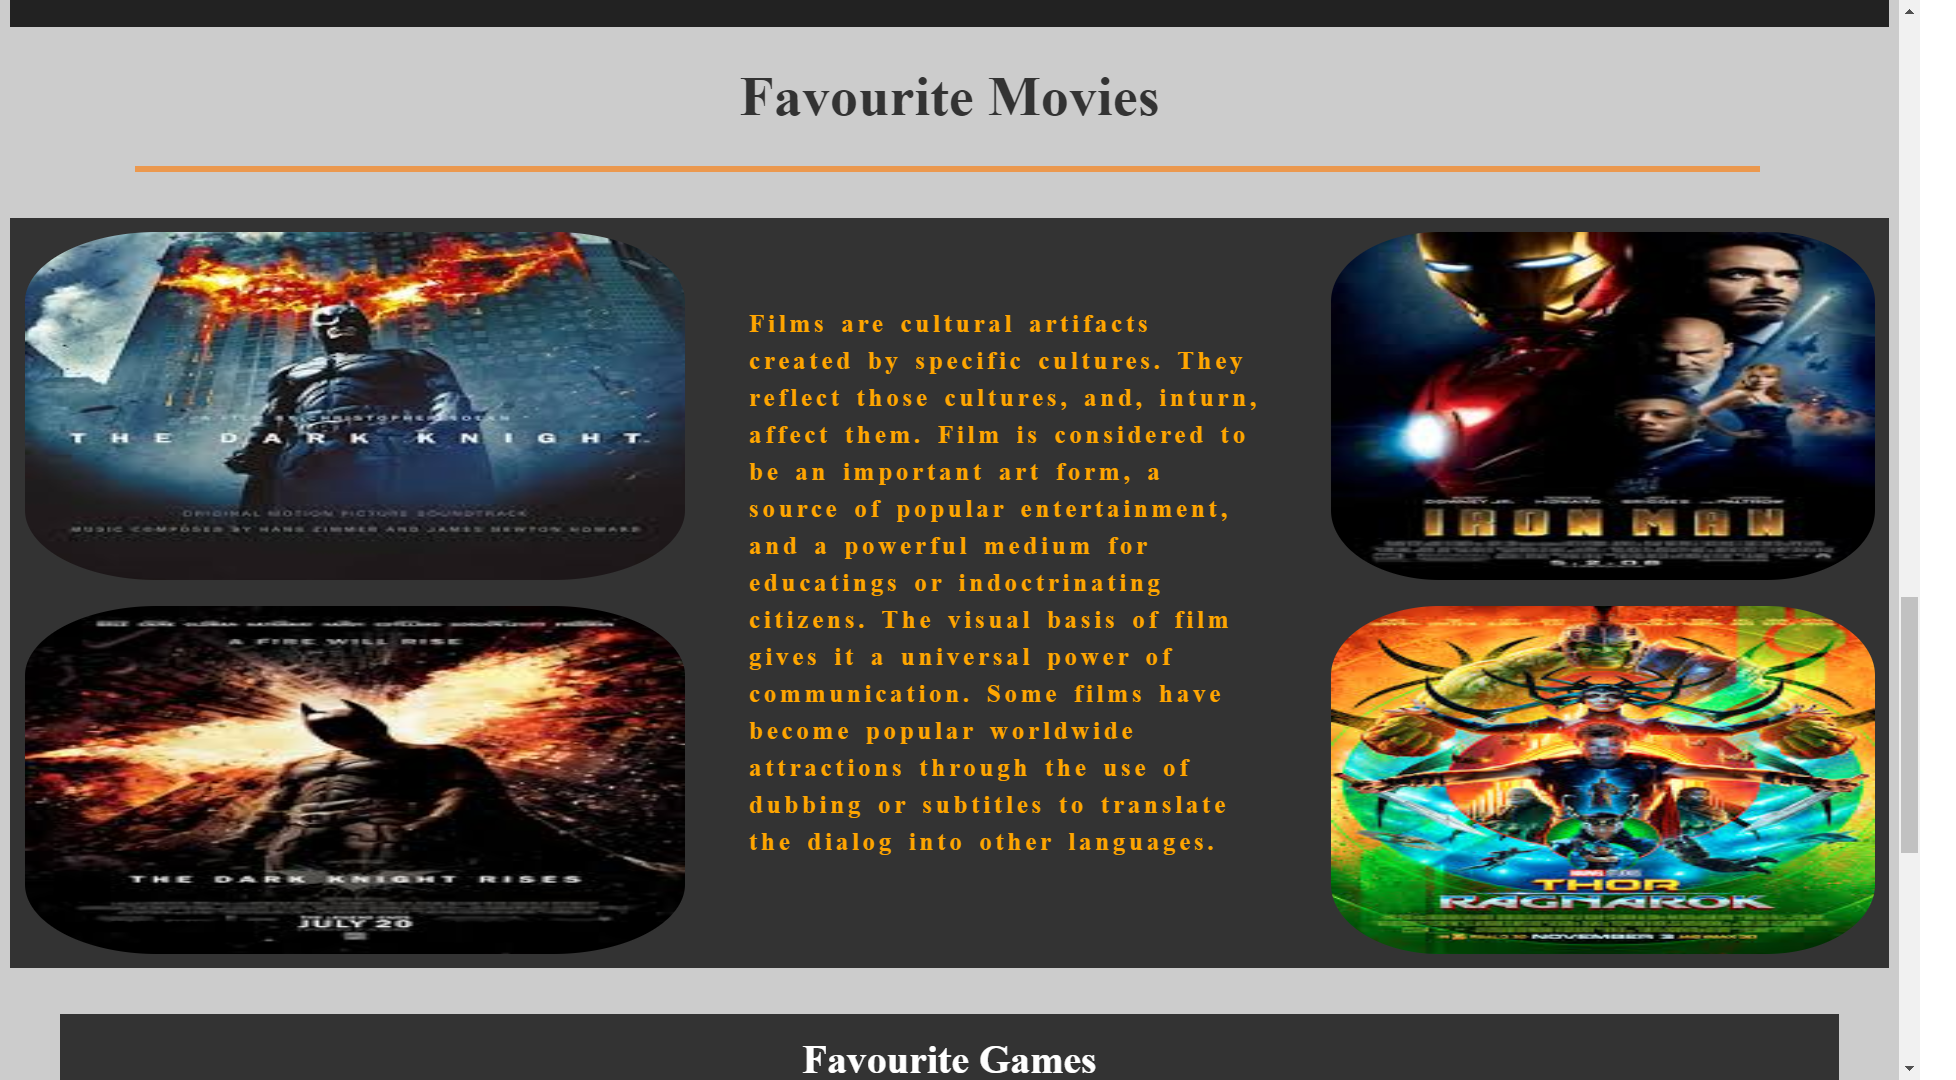 Favourite Movies
THE DARK KNIGHT
ORIGINAL MOTION PICTURE SOUNDTRACK
MUSIC COMPOSED BY HANS ZIMMER AND JAMES NEWTON HOWARD
Films are cultural artifacts
created by specific cultures. They
reflect those cultures, and, inturn,
affect them. Film is considered to
be an important art form, a
source of popular entertainment,
and a powerful medium for
educatings or indoctrinating
citizens. The visual basis of film
gives it a universal power of
communication. Some films have
become popular worldwide
attractions through the use of
dubbing or subtitles to translate
the dialog into other languages.
IRON MAN
5.2.08
A FIRE WILL RISE
THE DARK KNIGHT RISES
JULY 20
THOR
RAGNAROK
NOVEMBER 3
Favourite Games